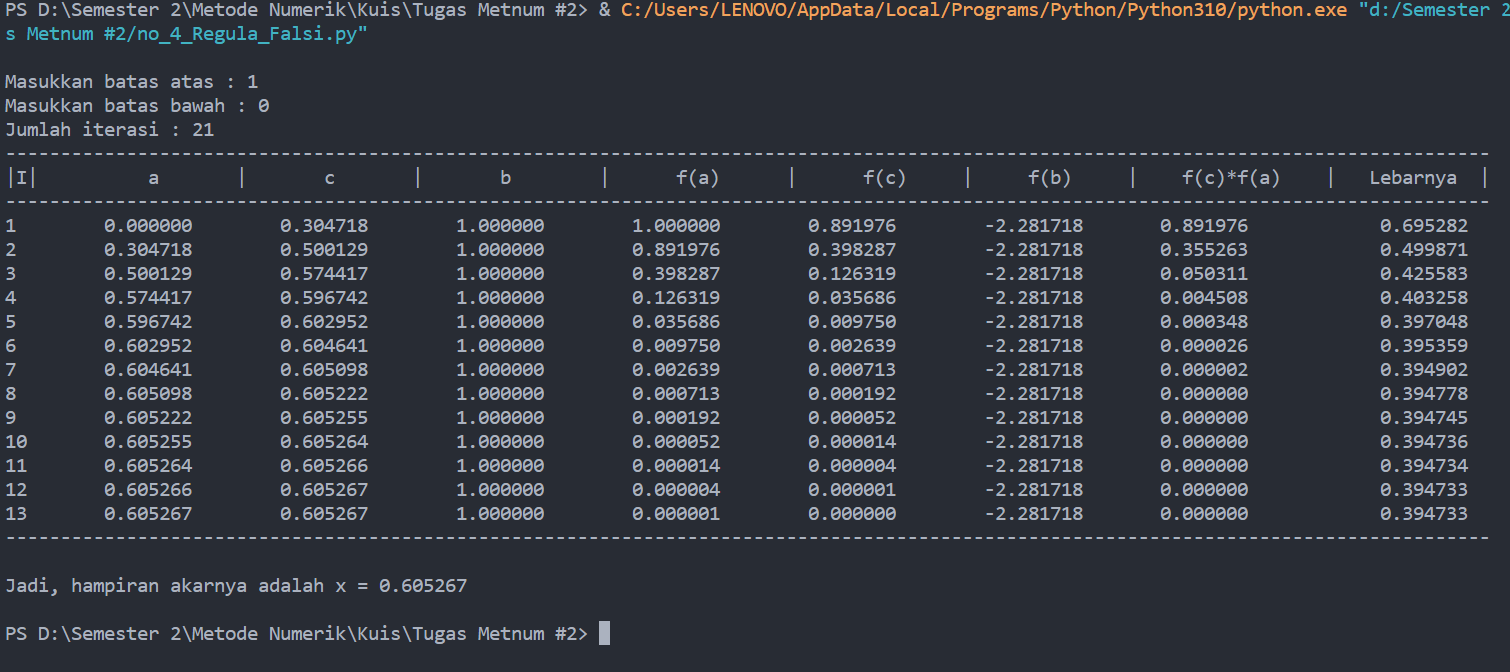 PS D:\Semester 2\Metode Numerik\Kuis\Tugas Metnum #2> & C:/Users/LENOVO/AppData/Local/Programs/Python/Python310/python.exe "d:/Semester 2
s Metnum #2/no_4_Regula_Falsi.py"
Masukkan batas atas : 1
Masukkan batas bawah : 0
Jumlah iterasi : 21
---------------------------------------------------------------------------------------------------------------------------------------
|I| a | c | b | f(a) | f(c) | f(b) | f(c)*f(a) | Lebarnya |
---------------------------------------------------------------------------------------------------------------------------------------
1 0.000000 0.304718 1.000000 1.000000 0.891976 -2.281718 0.891976 0.695282
2 0.304718 0.500129 1.000000 0.891976 0.398287 -2.281718 0.355263 0.499871
3 0.500129 0.574417 1.000000 0.398287 0.126319 -2.281718 0.050311 0.425583
4 0.574417 0.596742 1.000000 0.126319 0.035686 -2.281718 0.004508 0.403258
5 0.596742 0.602952 1.000000 0.035686 0.009750 -2.281718 0.000348 0.397048
6 0.602952 0.604641 1.000000 0.009750 0.002639 -2.281718 0.000026 0.395359
7 0.604641 0.605098 1.000000 0.002639 0.000713 -2.281718 0.000002 0.394902
8 0.605098 0.605222 1.000000 0.000713 0.000192 -2.281718 0.000000 0.394778
9 0.605222 0.605255 1.000000 0.000192 0.000052 -2.281718 0.000000 0.394745
10 0.605255 0.605264 1.000000 0.000052 0.000014 -2.281718 0.000000 0.394736
11 0.605264 0.605266 1.000000 0.000014 0.000004 -2.281718 0.000000 0.394734
12 0.605266 0.605267 1.000000 0.000004 0.000001 -2.281718 0.000000 0.394733
13 0.605267 0.605267 1.000000 0.000001 0.000000 -2.281718 0.000000 0.394733
---------------------------------------------------------------------------------------------------------------------------------------
Jadi, hampiran akarnya adalah x = 0.605267
PS D:\Semester 2\Metode Numerik\Kuis\Tugas Metnum #2>